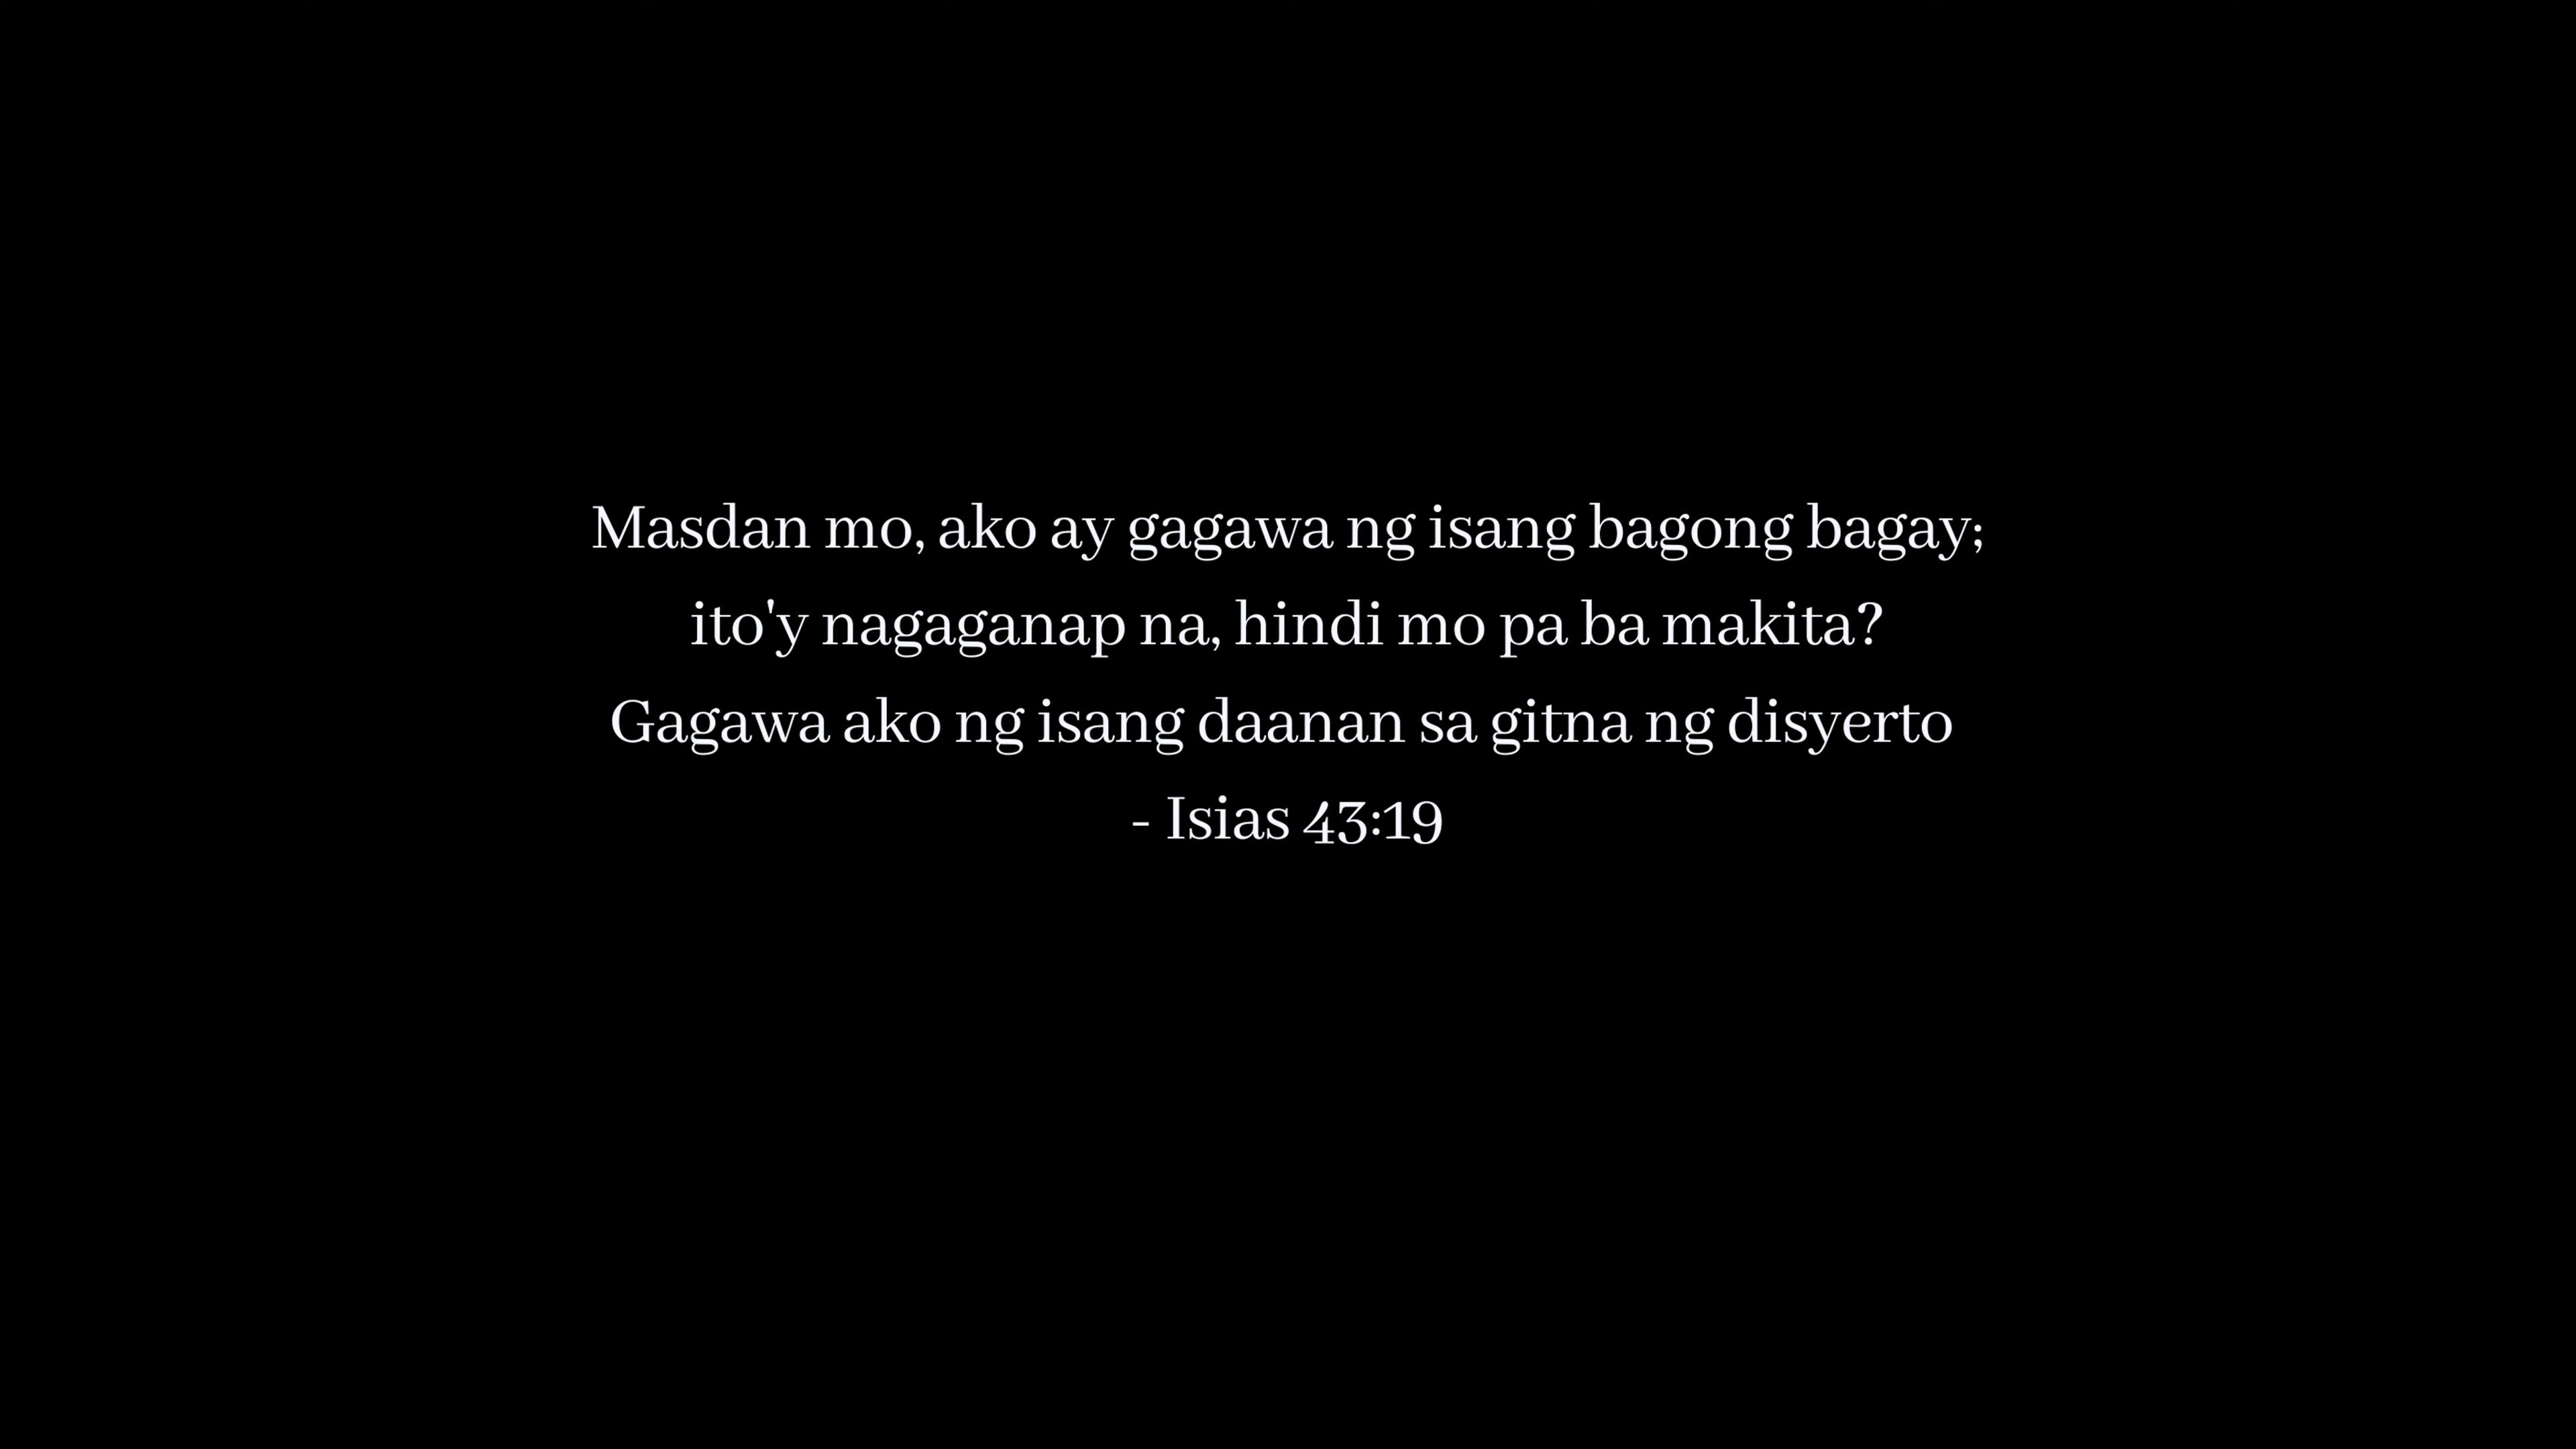 Masdan mo, ako ay gagawa ng isang bagong bagay;
ito'y nagaganap na, hindi mo pa ba makita?
Gagawa ako ng isang daanan sa gitna ng disyerto
- Isias 43:19